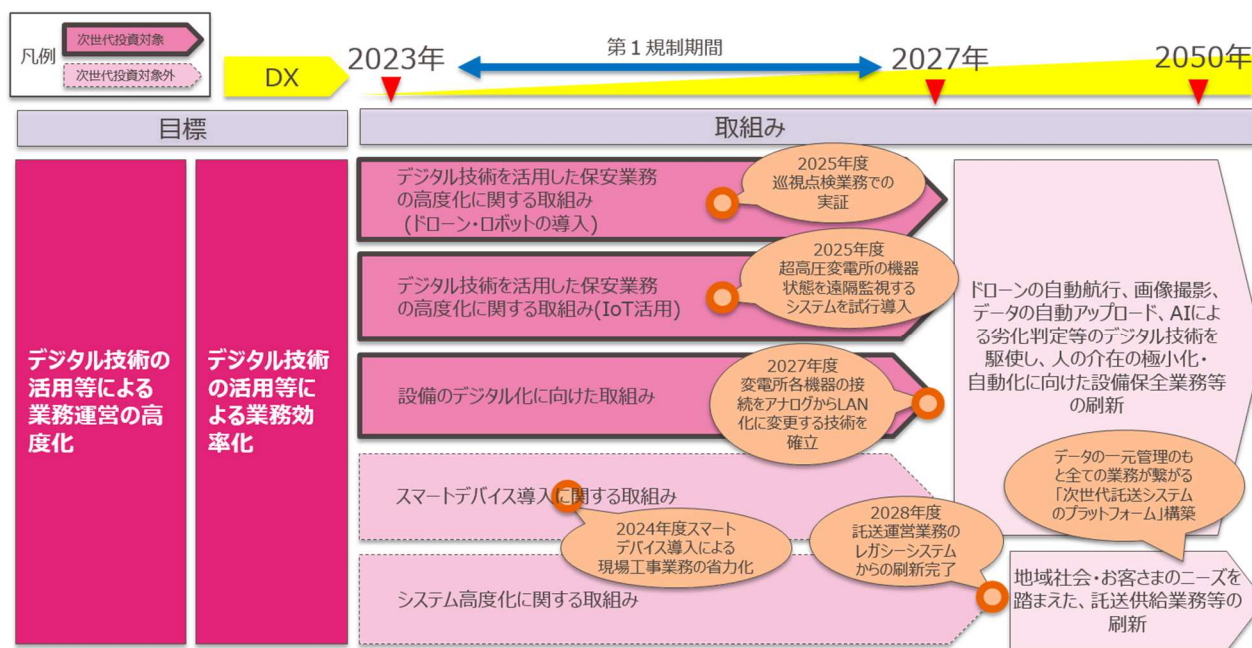 凡例
次世代投資対象
次世代投資対象外
DX
2023年
第1規制期間
2027年
2050年
目標
取組み
デジタル技術の
活用等による
業務運営の高
度化
デジタル技術
の活用等に
よる業務効
率化
デジタル技術を活用した保安業務
の高度化に関する取組み
(ドローン・ロボットの導入)
2025年度
巡視点検業務での
実証
デジタル技術を活用した保安業務
の高度化に関する取組み(IoT活用)
2025年度
超高圧変電所の機器
状態を遠隔監視する
システムを試行導入
設備のデジタル化に向けた取組み
2027年度
変電所各機器の接
続をアナログからLAN
化に変更する技術を
確立
スマートデバイス導入に関する取組み
2024年度スマート
デバイス導入による
現場工事業務の省力化
システム高度化に関する取組み
2028年度
託送運営業務の
レガシーシステム
からの刷新完了
ドローンの自動航行、画像撮影、
データの自動アップロード、AIによ
る劣化判定等のデジタル技術を
駆使し、人の介在の極小化・
自動化に向けた設備保全業務等
の刷新
データの一元管理のも
と全ての業務が繋がる
「次世代託送システム
のプラットフォーム」構築
地域社会・お客さまのニーズを
踏まえた、託送供給業務等の
刷新